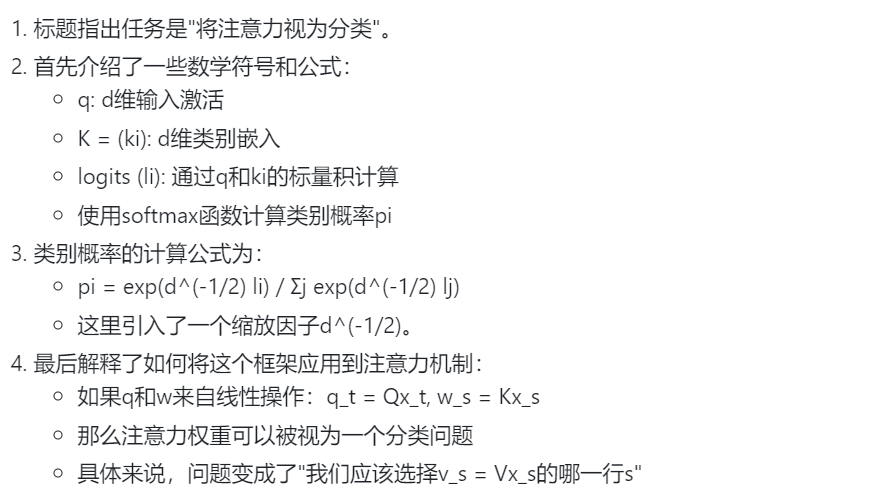 1. 标题指出任务是"将注意力视为分类"。
2. 首先介绍了一些数学符号和公式：
○ q: d维输入激活
○ K = (ki): d维类别嵌入
○ logits (li): 通过q和ki的标量积计算
○ 使用softmax函数计算类别概率pi
3. 类别概率的计算公式为：
○ pi = exp(d^(-1/2) li) / Σj exp(d^(-1/2) lj)
○ 这里引入了一个缩放因子d^(-1/2)。
4. 最后解释了如何将这个框架应用到注意力机制：
○ 如果q和w来自线性操作：q_t = Qx_t, w_s = Kx_s
○ 那么注意力权重可以被视为一个分类问题
○ 具体来说，问题变成了"我们应该选择v_s = Vx_s的哪一行s"